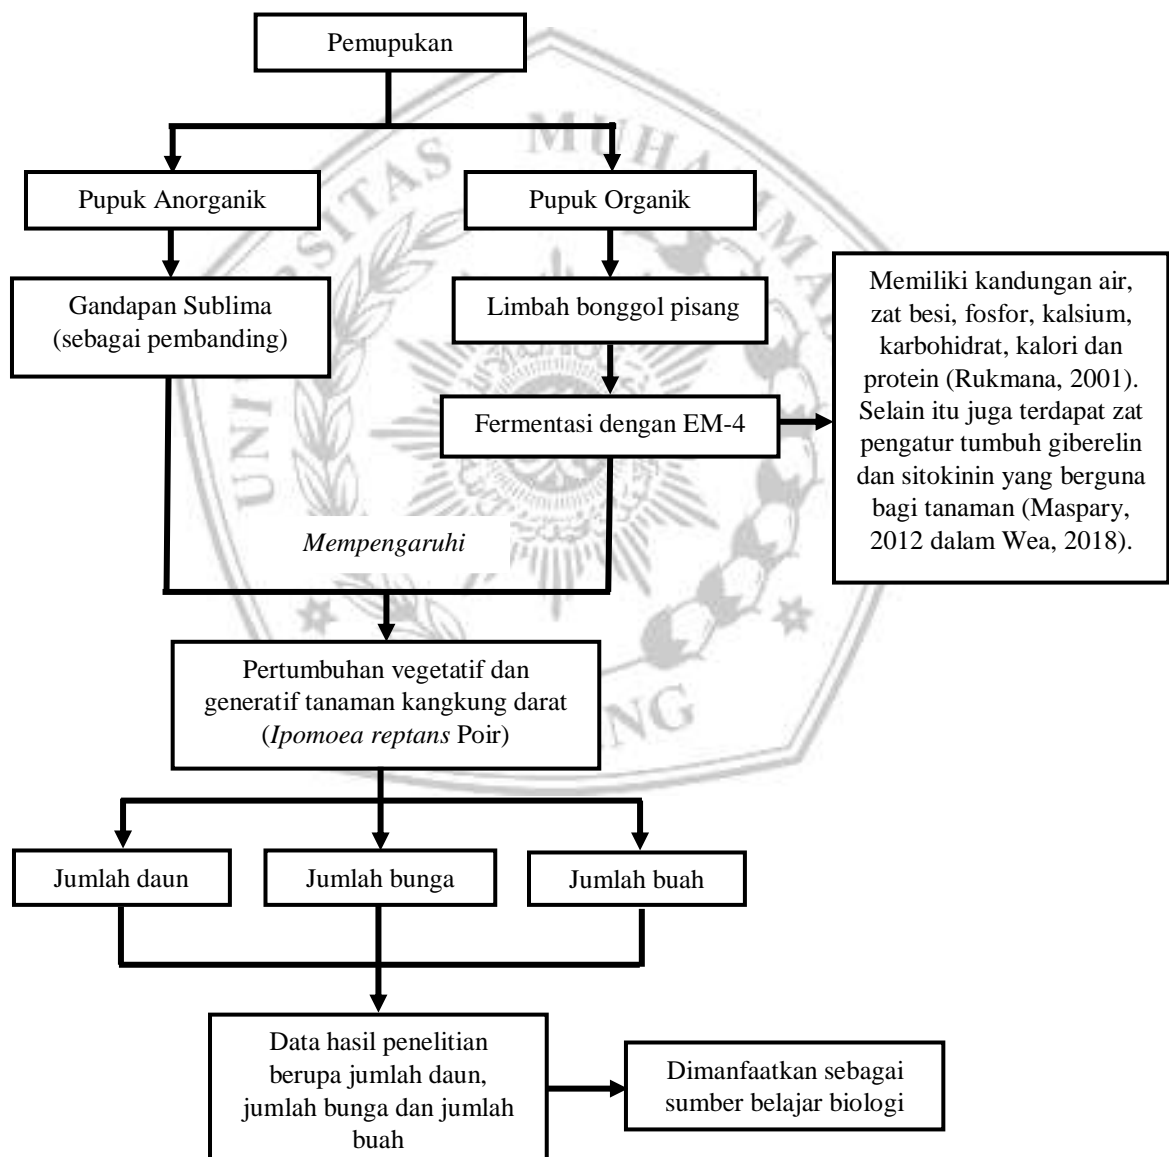 Pemupukan
Pupuk Anorganik
Pupuk Organik
Gandapan Sublima
(sebagai pembanding)
Limbah bonggol pisang
Fermentasi dengan EM-4
Memiliki kandungan air,
zat besi, fosfor, kalsium,
karbohidrat, kalori dan
protein (Rukmana, 2001).
Selain itu juga terdapat zat
pengatur tumbuh giberelin
dan sitokinin yang berguna
bagi tanaman (Maspary,
2012 dalam Wea, 2018).
Mempengaruhi
Pertumbuhan vegetatif dan
generatif tanaman kangkung darat
(Ipomoea reptans Poir)
Jumlah daun
Jumlah bunga
Jumlah buah
Data hasil penelitian
berupa jumlah daun,
jumlah bunga dan jumlah
buah
Dimanfaatkan sebagai
sumber belajar biologi